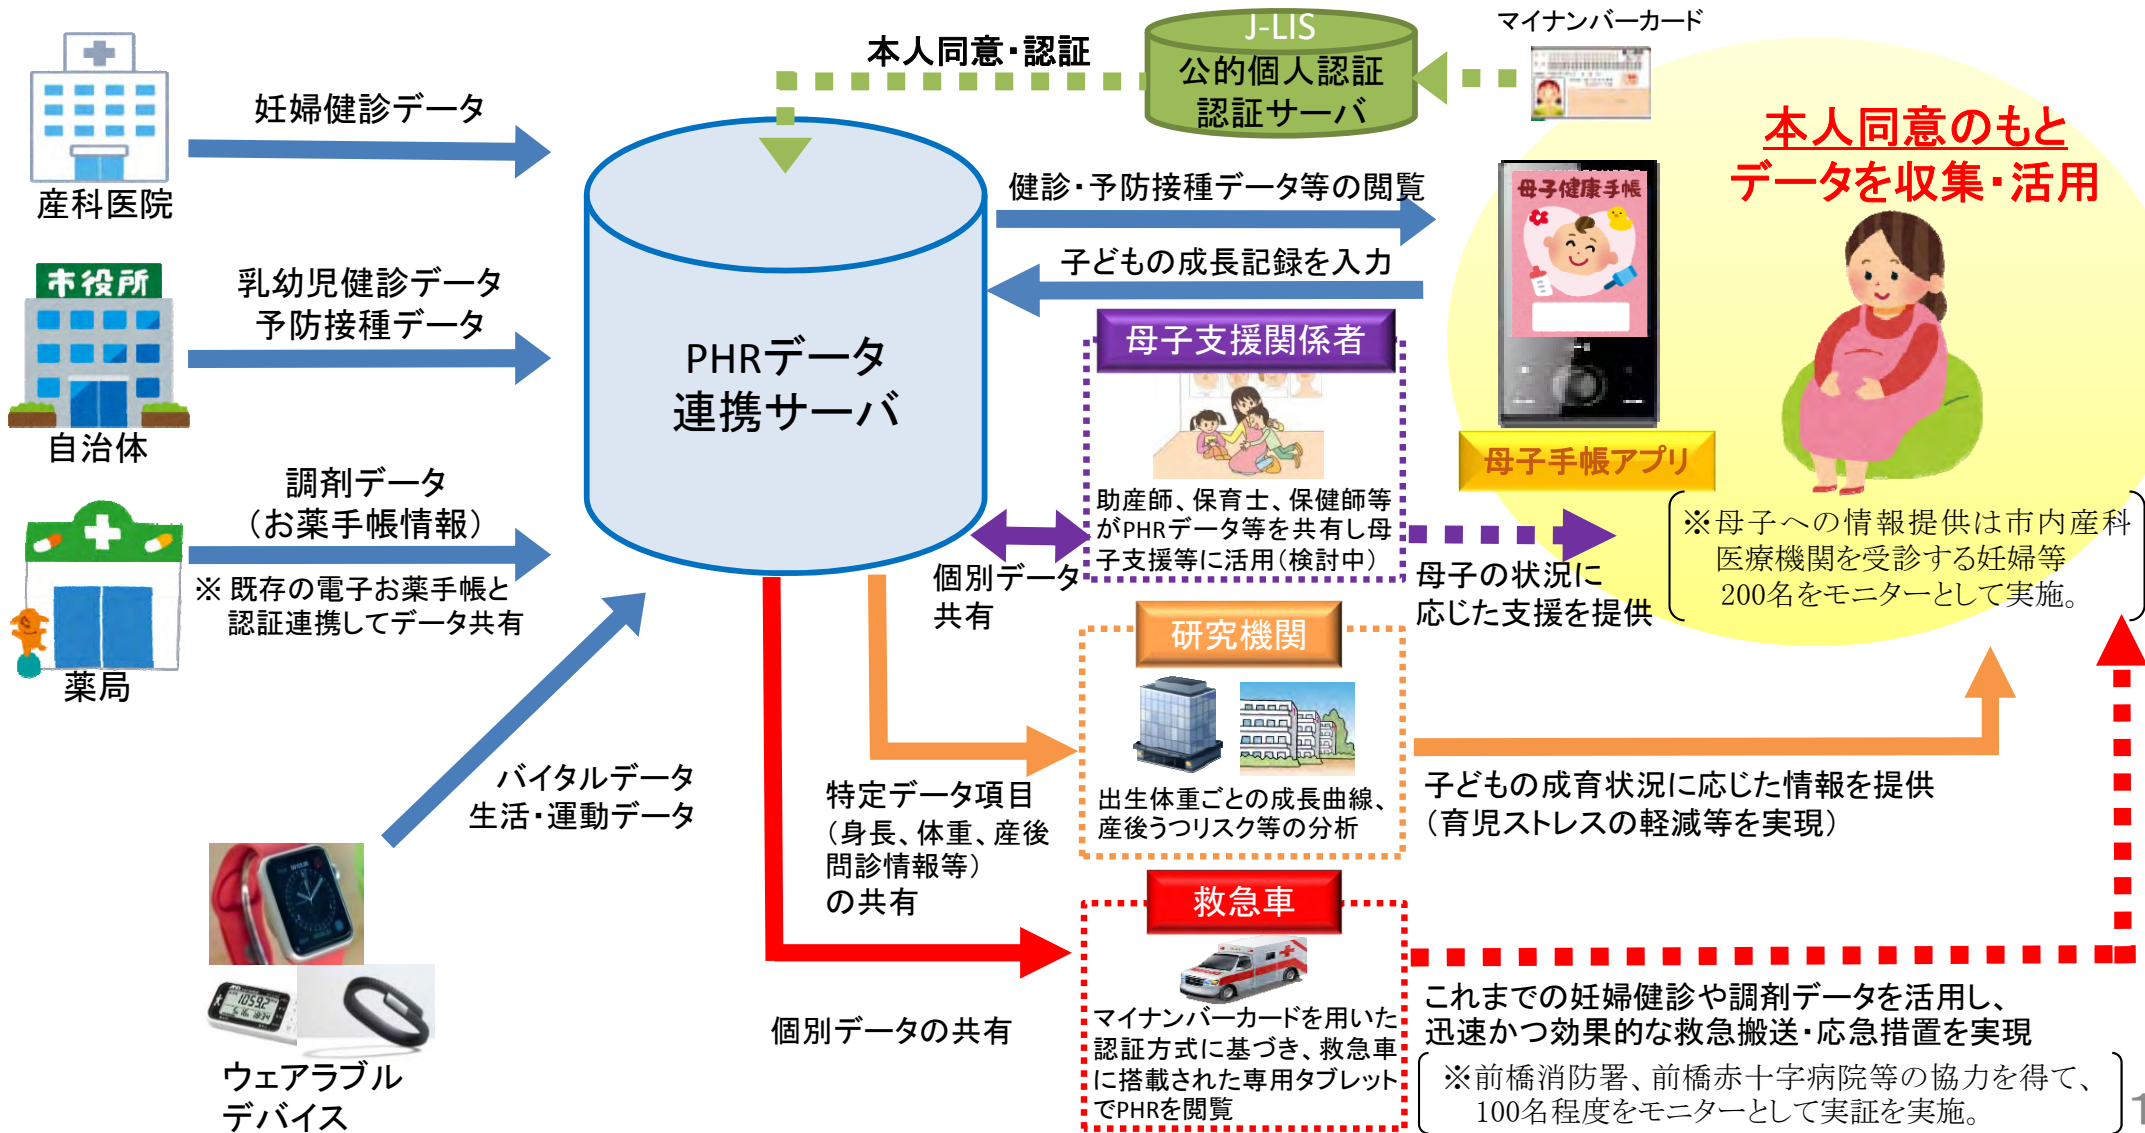 J-LIS
公的個人認証
認証サーバ
マイナンバーカード
本人同意・認証
妊婦健診データ
産科医院
市役所
乳幼児健診データ
予防接種データ
自治体
調剤データ
（お薬手帳情報）
※既存の電子お薬手帳と
認証連携してデータ共有
薬局
バイタルデータ
生活・運動データ
ウェアラブル
デバイス
PHRデータ
連携サーバ
健診・予防接種データ等の閲覧
子どもの成長記録を入力
母子健康手帳
母子手帳アプリ
本人同意のもと
データを収集・活用
※母子への情報提供は市内産科
医療機関を受診する妊婦等
200名をモニターとして実施。
母子支援関係者
助産師、保育士、保健師等
がPHRデータ等を共有し母
子支援等に活用（検討中）
個別データ
共有
母子の状況に
応じた支援を提供
研究機関
出生体重ごとの成長曲線、
産後うつリスク等の分析
特定データ項目
（身長、体重、産後
問診情報等）
の共有
子どもの成育状況に応じた情報を提供
（育児ストレスの軽減等を実現）
救急車
マイナンバーカードを用いた
認証方式に基づき、救急車
に搭載された専用タブレット
でPHRを閲覧
個別データの共有
これまでの妊婦健診や調剤データを活用し、
迅速かつ効果的な救急搬送・応急措置を実現
※前橋消防署、前橋赤十字病院等の協力を得て、
100名程度をモニターとして実証を実施。